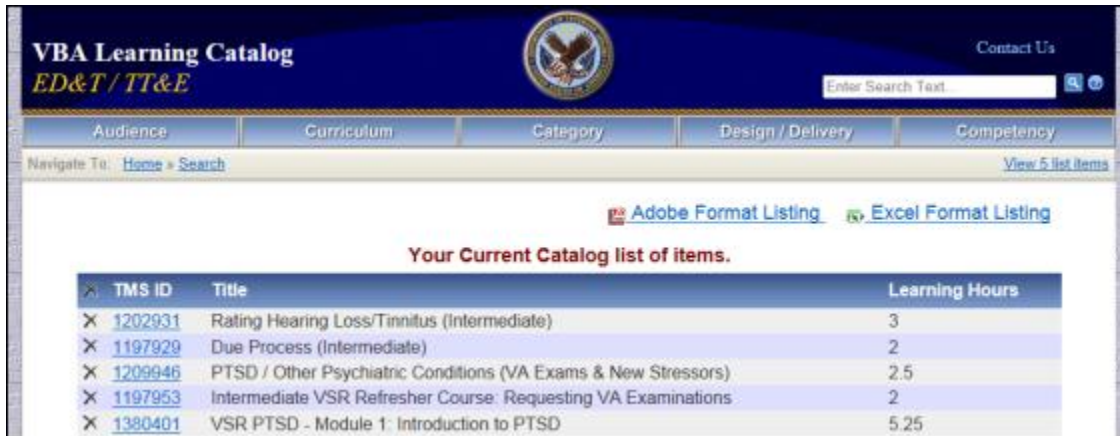 VBA Learning Catalog
Contact Us
ED&T / TT&E
Enter Search Text...
Audience Curriculum Category Design / Delivery Competency
Navigate To: Home » Search View 5 list items
Adobe Format Listing Excel Format Listing
Your Current Catalog list of items.
TMS ID Title Learning Hours
1202931 Rating Hearing Loss/Tinnitus (Intermediate) 3
1197929 Due Process (Intermediate) 2
1209946 PTSD / Other Psychiatric Conditions (VA Exams & New Stressors) 2.5
1197953 Intermediate VSR Refresher Course: Requesting VA Examinations 2
1380401 VSR PTSD - Module 1: Introduction to PTSD 5.25